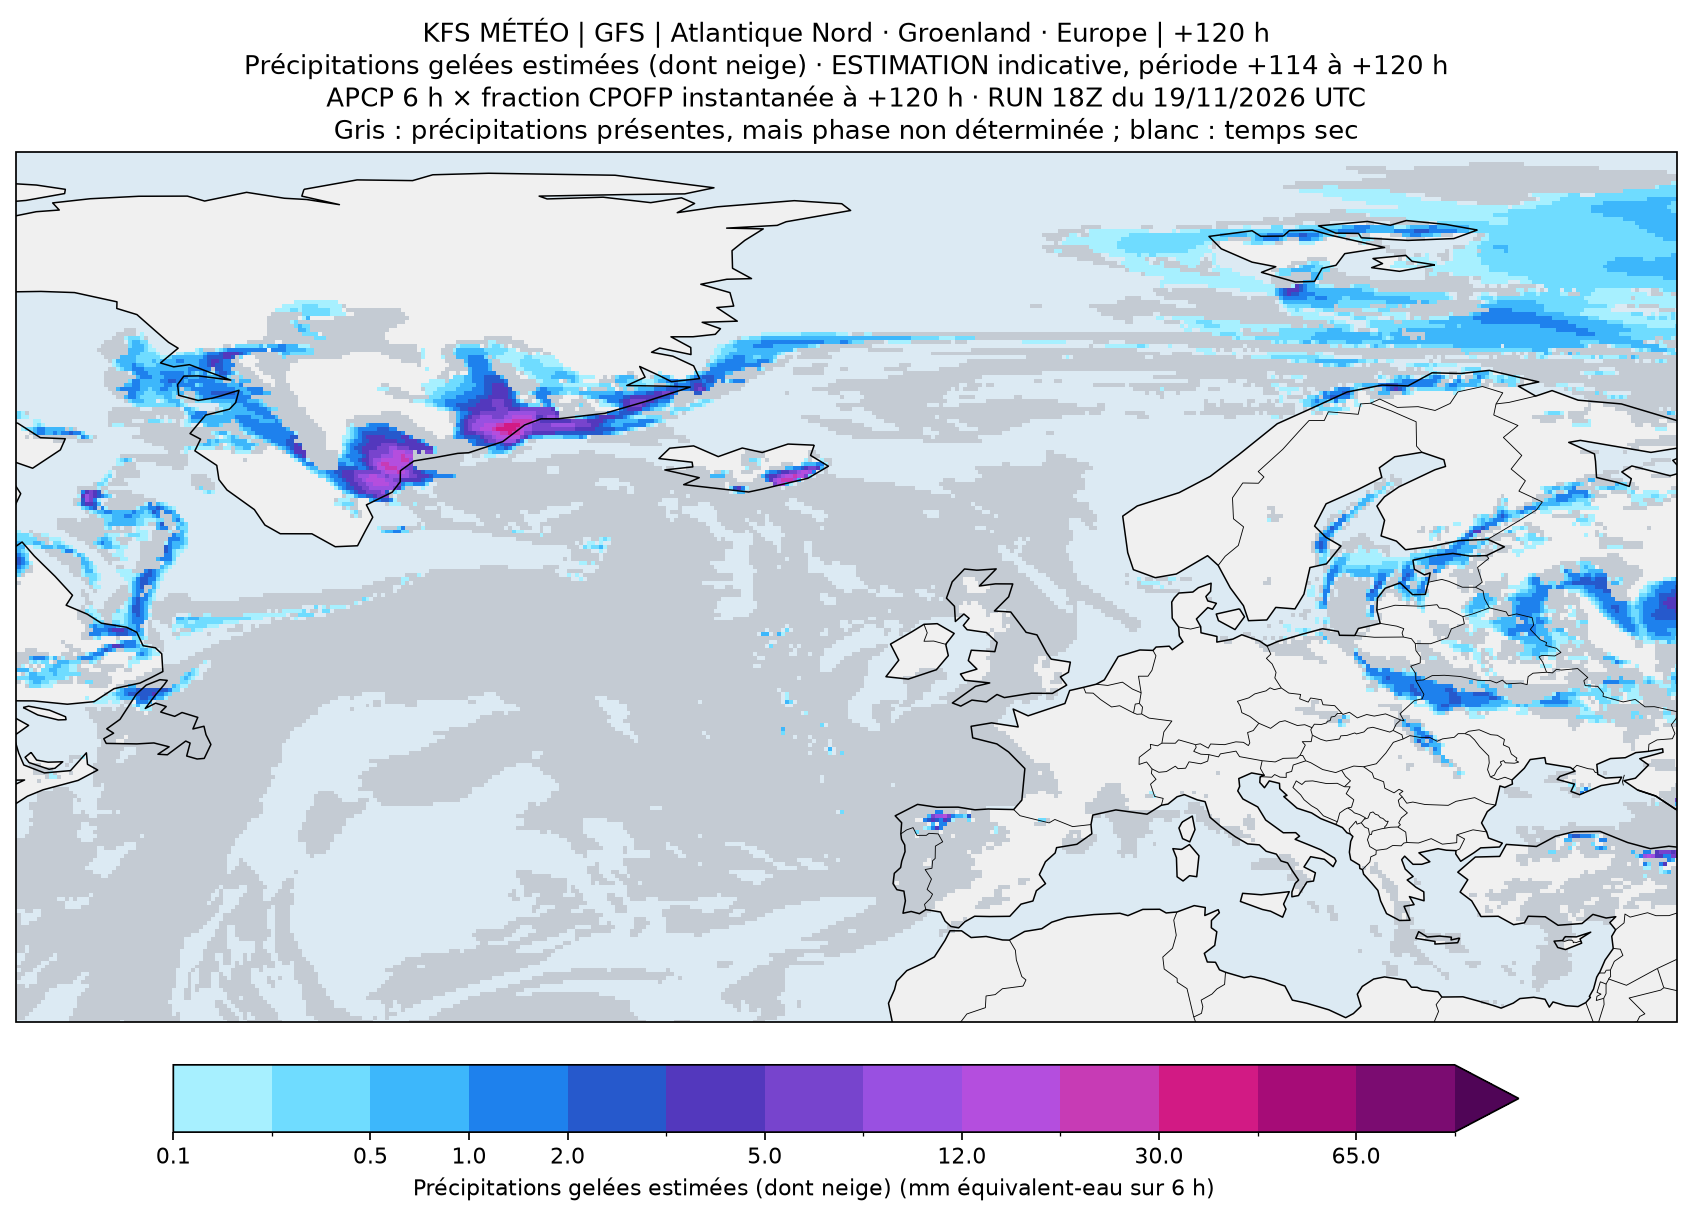 KFS MÉTÉO | GFS | Atlantique Nord · Groenland · Europe | +120 h
Précipitations gelées estimées (dont neige) · ESTIMATION indicative, période +114 à +120 h
APCP 6 h × fraction CPOFP instantanée à +120 h · RUN 18Z du 19/11/2026 UTC
Gris : précipitations présentes, mais phase non déterminée ; blanc : temps sec
0.1 0.5 1.0 2.0 5.0 12.0 30.0 65.0
Précipitations gelées estimées (dont neige) (mm équivalent-eau sur 6 h)